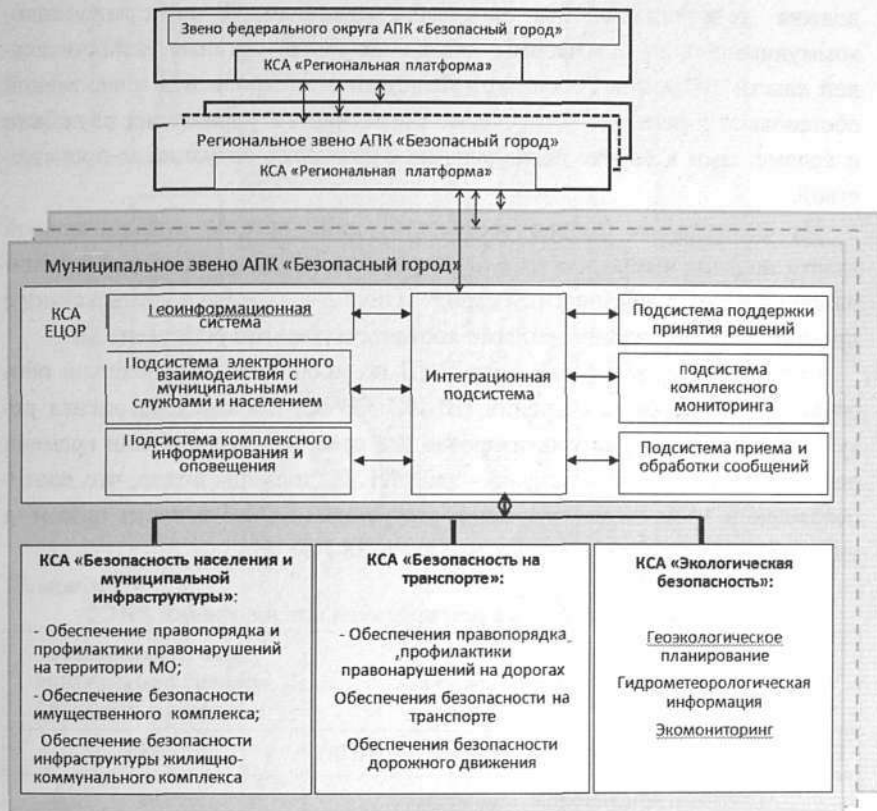 Звено федерального округа АПК «Безопасный город»
КСА «Региональная платформа»
Региональное звено АПК «Безопасный город»
КСА «Региональная платформа»
Муниципальное звено АПК «Безопасный город»
КСА
ЕЦОР
Геоинформационная
система
Подсистема электронного
взаимодействия с
муниципальными
службами и населением
Подсистема комплексного
информирования и
оповещения
Интеграционная
подсистема
Подсистема поддержки
принятия решений
подсистема
комплексного
мониторинга
Подсистема приема и
обработки сообщений
КСА «Безопасность населения и
муниципальной
инфраструктуры»:
- Обеспечение правопорядка и
профилактики правонарушений
на территории МО;
- Обеспечение безопасности
имущественного комплекса;
Обеспечение безопасности
инфраструктуры жилищно-
коммунального комплекса
КСА «Безопасность на
транспорте»:
- Обеспечения правопорядка
,профилактики
правонарушений на дорогах
Обеспечения безопасности на
транспорте
Обеспечения безопасности
дорожного движения
КСА «Экологическая
безопасность»:
Геоэкологическое
планирование
Гидрометеорологическая
информация
Экомониторинг